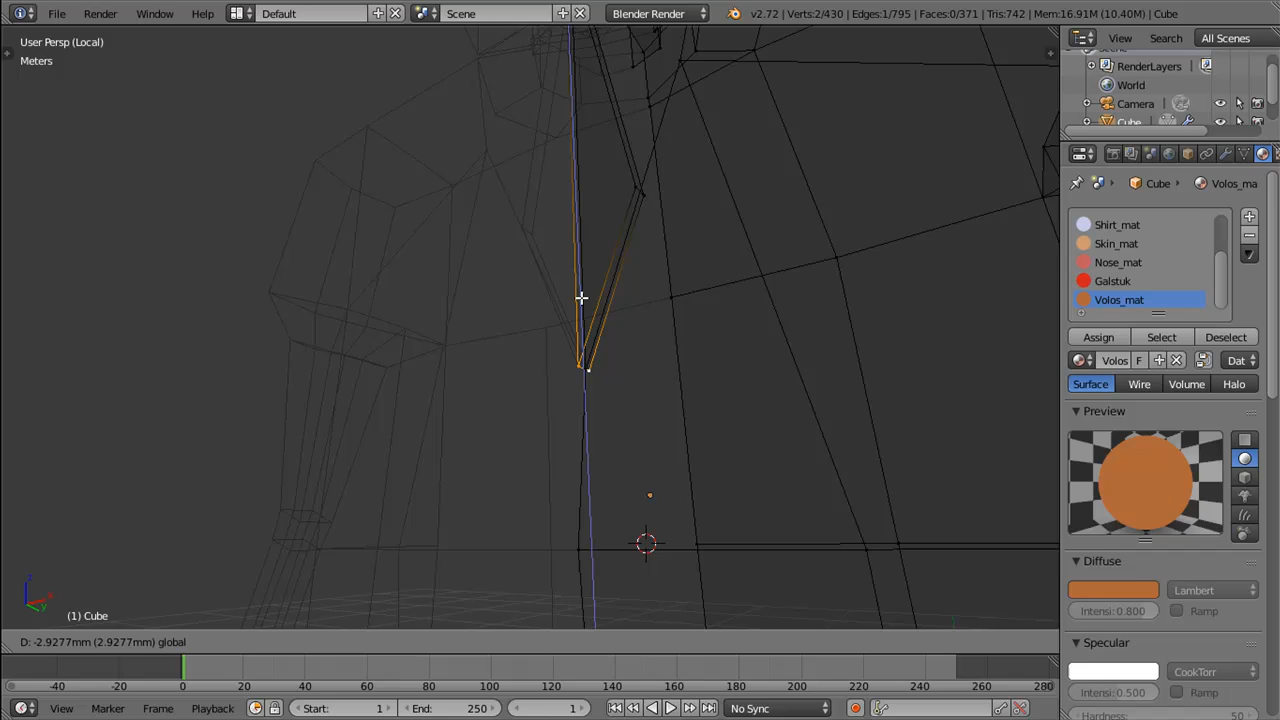 File Render Window Help Default Scene Blender Render v2.72 | Verts:2/430 | Edges:1/795 | Faces:0/371 | Tris:742 | Mem:16.91M (10.40M) | Cube
User Persp (Local)
Meters
View Search All Scenes
RenderLayers
World
Camera
Cube
Cube Volos_ma
Shirt_mat
Skin_mat
Nose_mat
Galstuk
Volos_mat
Assign Select Deselect
Volos F Dat
Surface Wire Volume Halo
Preview
Diffuse
Lambert
Intensi: 0.800 Ramp
Specular
CookTorr
Intensi: 0.500 Ramp
Hardness: 50
z
x
y
(1) Cube
D: -2.9277mm (2.9277mm) global
-40 -20 0 20 40 60 80 100 120 140 160 180 200 220 240 260 280
View Marker Frame Playback Start: 1 End: 250 1 No Sync